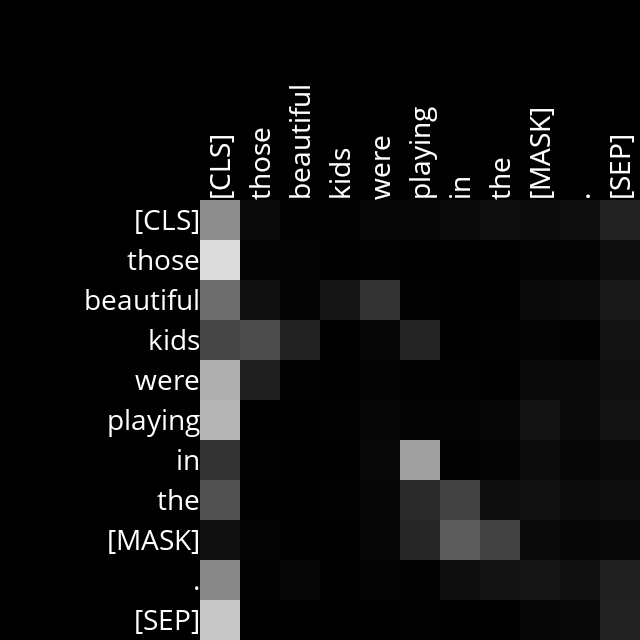 [CLS] those beautiful kids were playing in the [MASK] . [SEP]
[CLS]
those
beautiful
kids
were
playing
in
the
[MASK]
.
[SEP]